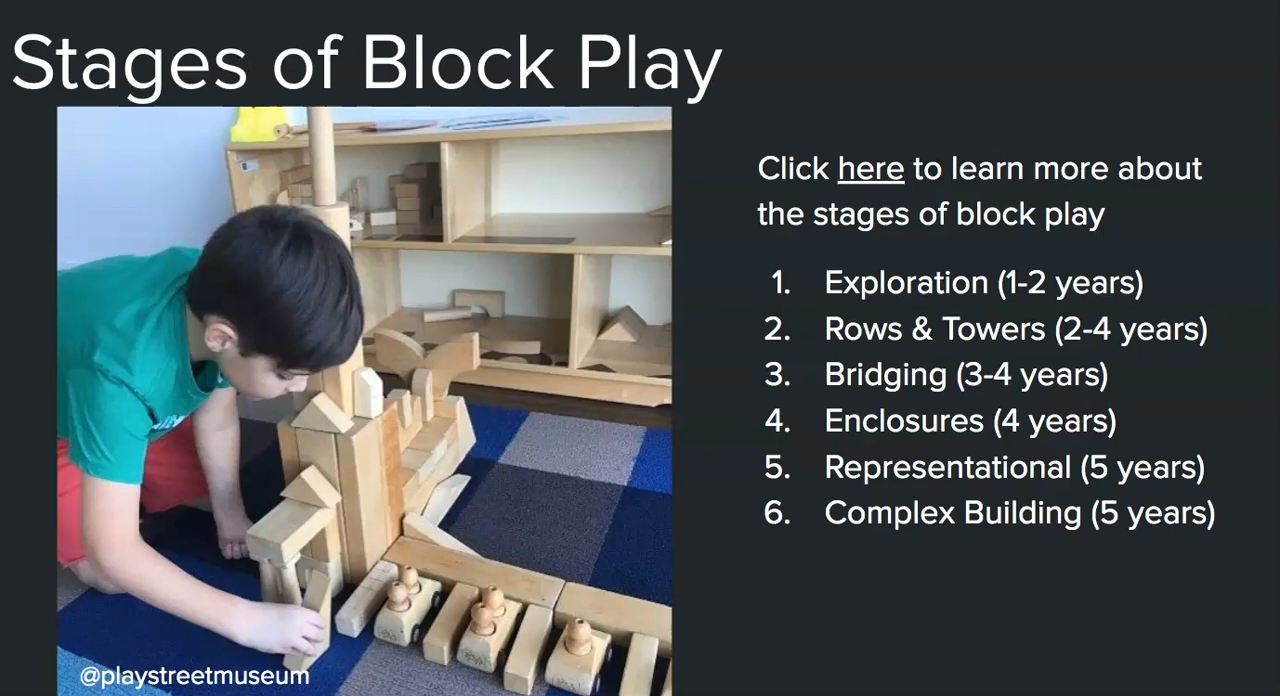 Stages of Block Play
Click here to learn more about
the stages of block play
1. Exploration (1-2 years)
2. Rows & Towers (2-4 years)
3. Bridging (3-4 years)
4. Enclosures (4 years)
5. Representational (5 years)
6. Complex Building (5 years)
@playstreetmuseum